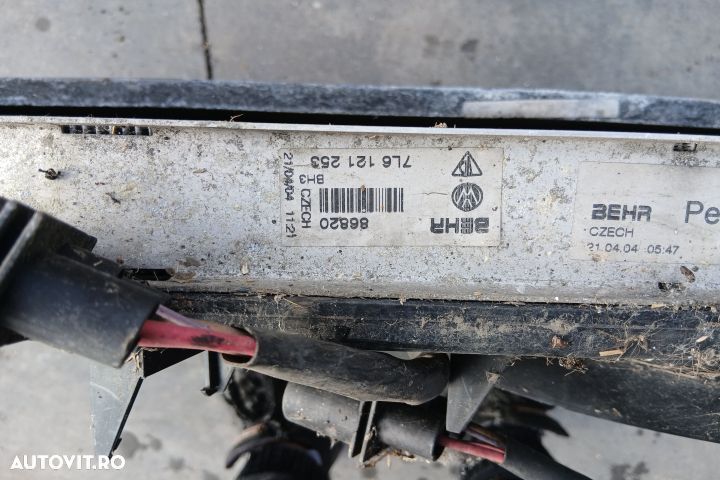 7L6 121 253
86820
BEHR
BH3 CZECH
21/04/04 11:21
BEHR Pe
CZECH
21.04.04 05:47
AUTOVIT.RO